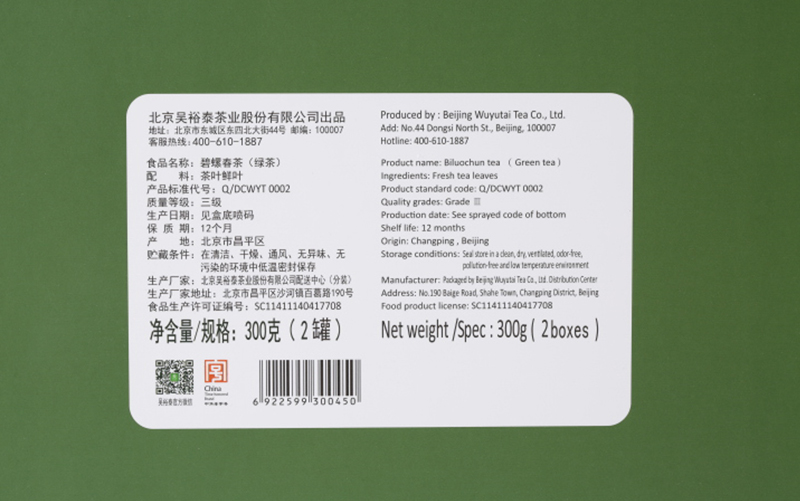 北京吴裕泰茶业股份有限公司出品
地址: 北京市东城区东四北大街44号 邮编: 100007
客服热线: 400-610-1887
食品名称: 碧螺春茶（绿茶）
配 料: 茶叶鲜叶
产品标准代号: Q/DCWYT 0002
质量等级: 三级
生产日期: 见盒底喷码
保 质 期: 12个月
产 地: 北京市昌平区
贮藏条件: 在清洁、干燥、通风、无异味、无
污染的环境中低温密封保存
生产厂家: 北京吴裕泰茶业股份有限公司配送中心（分装）
生产厂家地址: 北京市昌平区沙河镇百葛路190号
食品生产许可证编号: SC11411140417708
净含量/规格: 300克（2罐）
吴裕泰官方微信
China
Time-honored
Brand
6 922599 300450
Produced by : Beijing Wuyutai Tea Co., Ltd.
Add: No.44 Dongsi North St., Beijing, 100007
Hotline: 400-610-1887
Product name: Biluochun tea （Green tea）
Ingredients: Fresh tea leaves
Product standard code: Q/DCWYT 0002
Quality grades: Grade Ⅲ
Production date: See sprayed code of bottom
Shelf life: 12 months
Origin: Changping , Beijing
Storage conditions: Seal store in a clean, dry, ventilated, odor-free,
pollution-free and low temperature environment
Manufacturer: Packaged by Beijing Wuyutai Tea Co., Ltd. Distribution Center
Address: No.190 Baige Road, Shahe Town, Changping District, Beijing
Food product license: SC11411140417708
Net weight /Spec : 300g ( 2boxes )